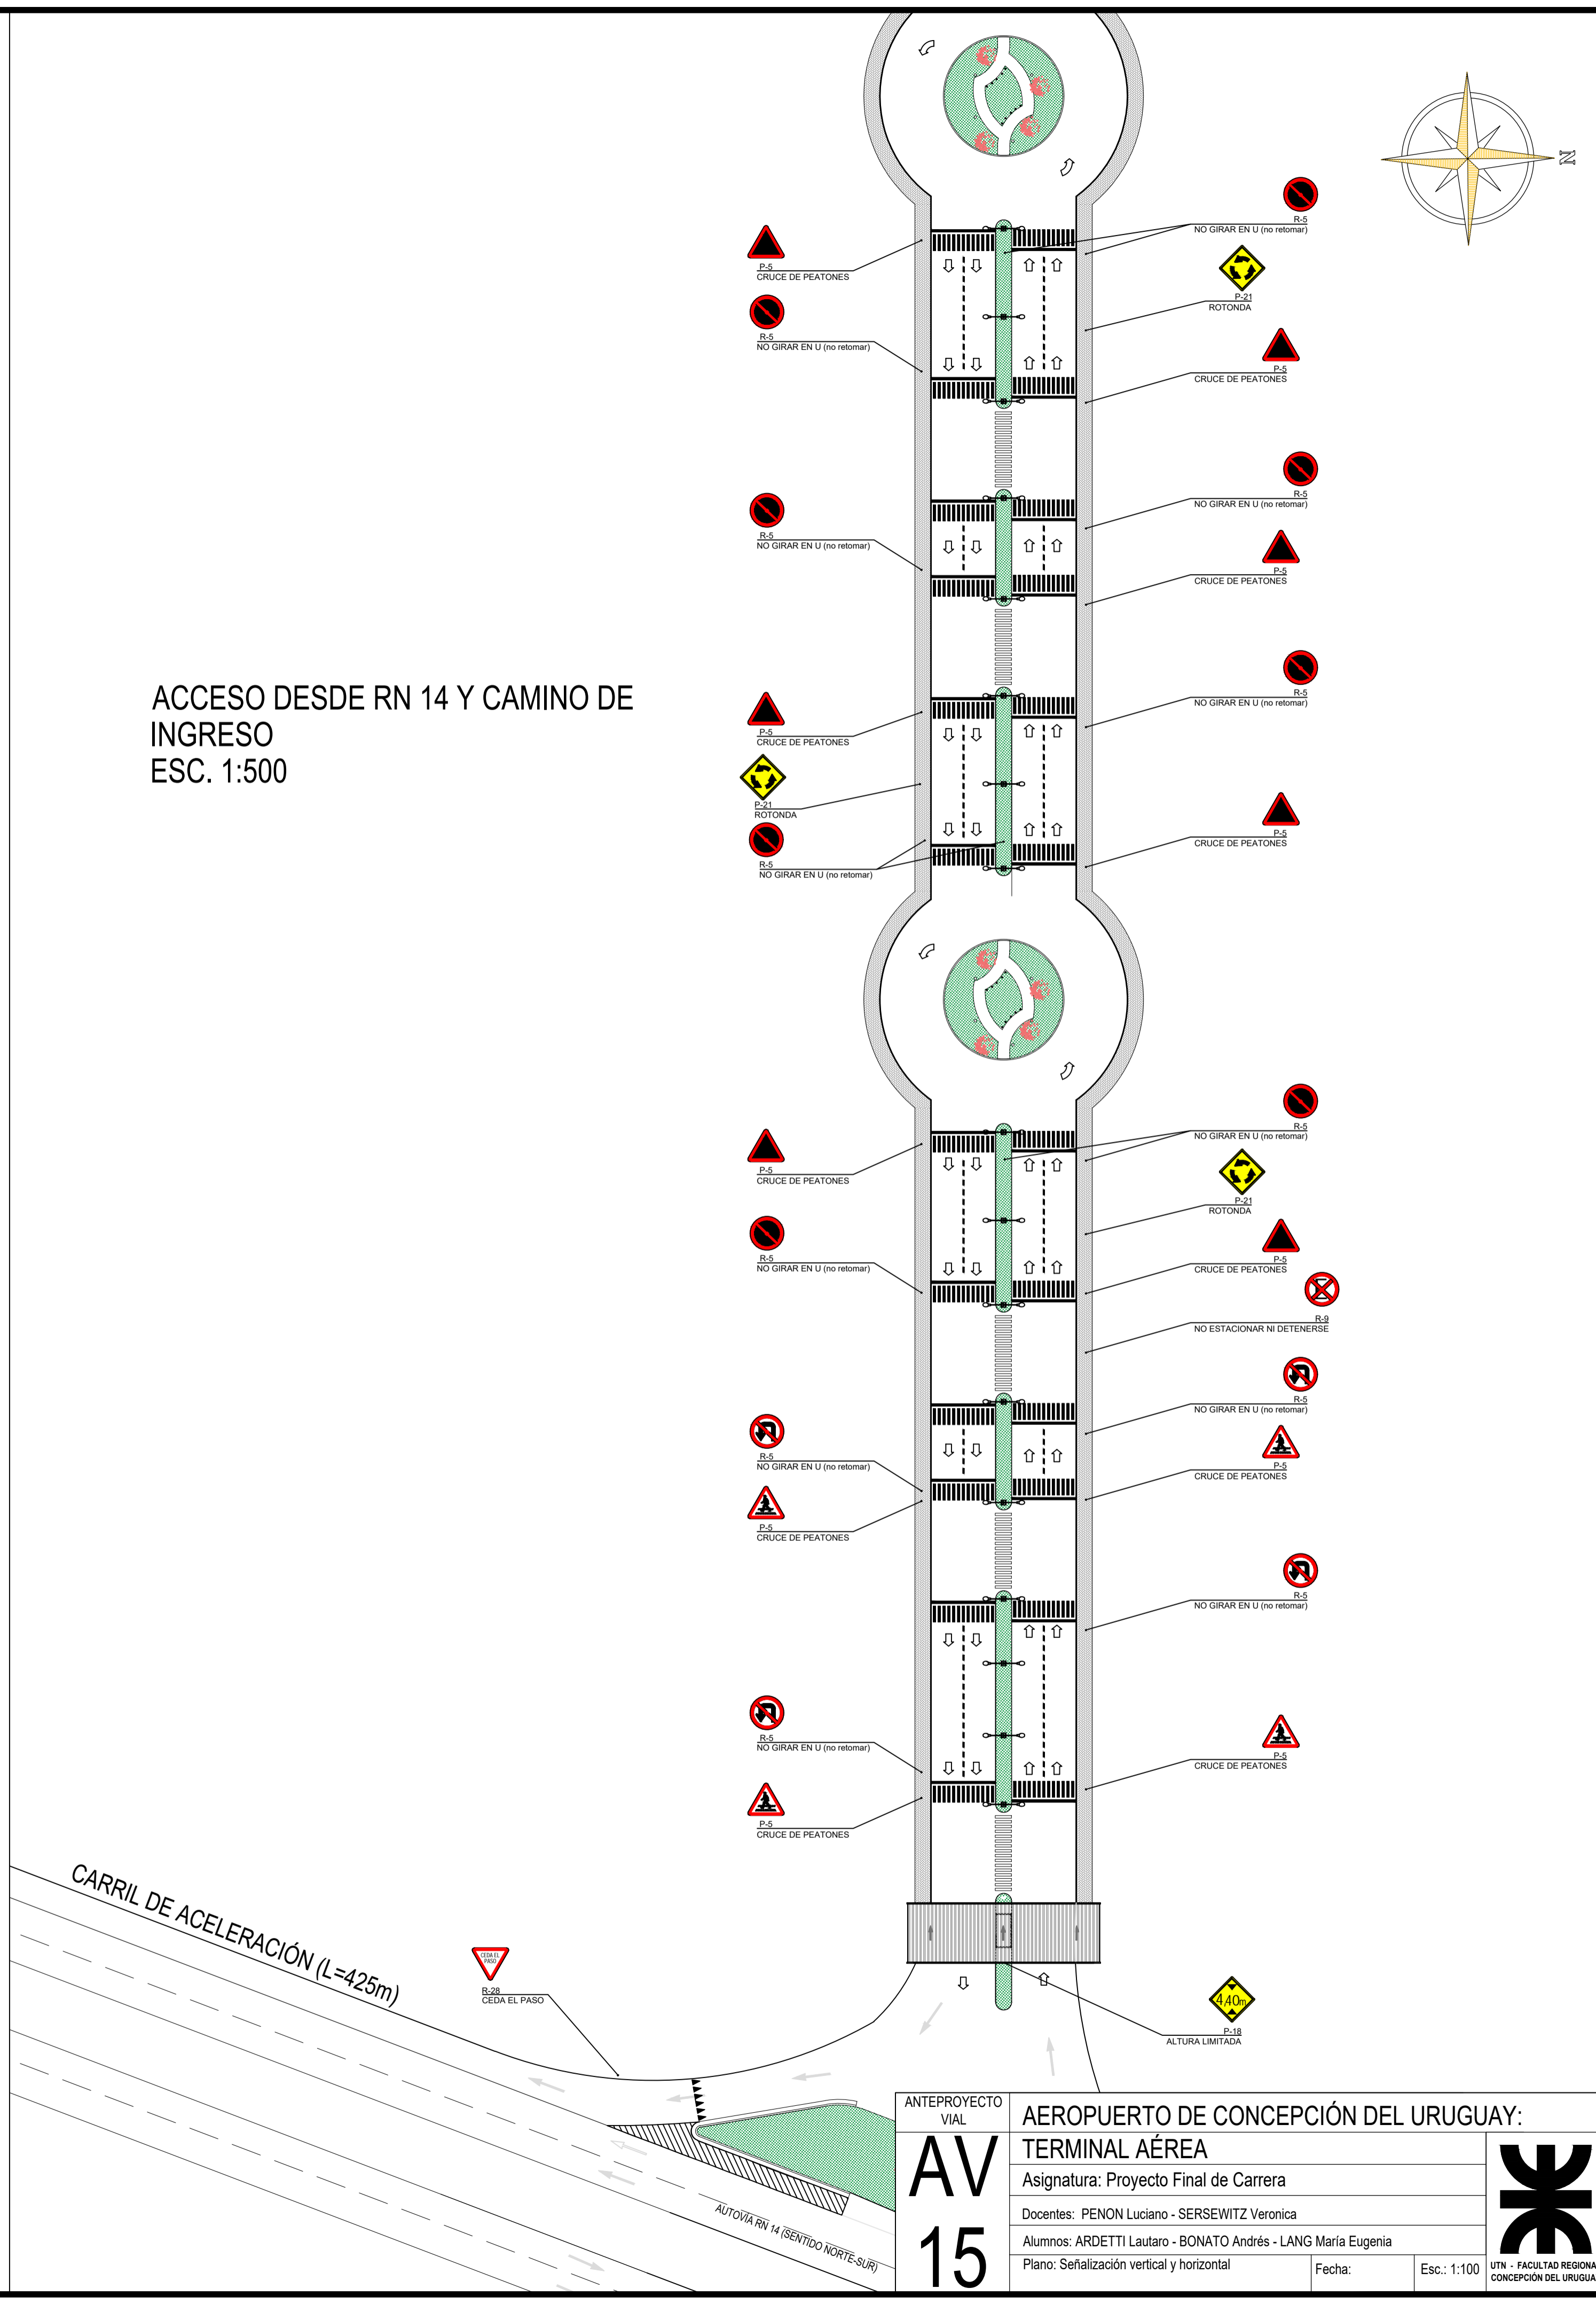 N
R-5
NO GIRAR EN U (no retomar)
P-5
CRUCE DE PEATONES
P-21
ROTONDA
R-5
NO GIRAR EN U (no retomar)
P-5
CRUCE DE PEATONES
R-5
NO GIRAR EN U (no retomar)
R-5
NO GIRAR EN U (no retomar)
P-5
CRUCE DE PEATONES
ACCESO DESDE RN 14 Y CAMINO DE
INGRESO
ESC. 1:500
R-5
NO GIRAR EN U (no retomar)
P-5
CRUCE DE PEATONES
P-21
ROTONDA
P-5
CRUCE DE PEATONES
R-5
NO GIRAR EN U (no retomar)
R-5
NO GIRAR EN U (no retomar)
P-5
CRUCE DE PEATONES
P-21
ROTONDA
R-5
NO GIRAR EN U (no retomar)
P-5
CRUCE DE PEATONES
R-9
NO ESTACIONAR NI DETENERSE
R-5
NO GIRAR EN U (no retomar)
R-5
NO GIRAR EN U (no retomar)
P-5
CRUCE DE PEATONES
P-5
CRUCE DE PEATONES
R-5
NO GIRAR EN U (no retomar)
R-5
NO GIRAR EN U (no retomar)
P-5
CRUCE DE PEATONES
P-5
CRUCE DE PEATONES
CARRIL DE ACELERACIÓN (L=425m)
CEDA EL
PASO
R-28
CEDA EL PASO
4,40m
P-18
ALTURA LIMITADA
AUTOVIA RN 14 (SENTIDO NORTE-SUR)
ANTEPROYECTO
VIAL
AV
15
AEROPUERTO DE CONCEPCIÓN DEL URUGUAY:
TERMINAL AÉREA
Asignatura: Proyecto Final de Carrera
Docentes: PENON Luciano - SERSEWITZ Veronica
Alumnos: ARDETTI Lautaro - BONATO Andrés - LANG María Eugenia
Plano: Señalización vertical y horizontal
Fecha:
Esc.: 1:100
UTN - FACULTAD REGIONA
CONCEPCIÓN DEL URUGUA